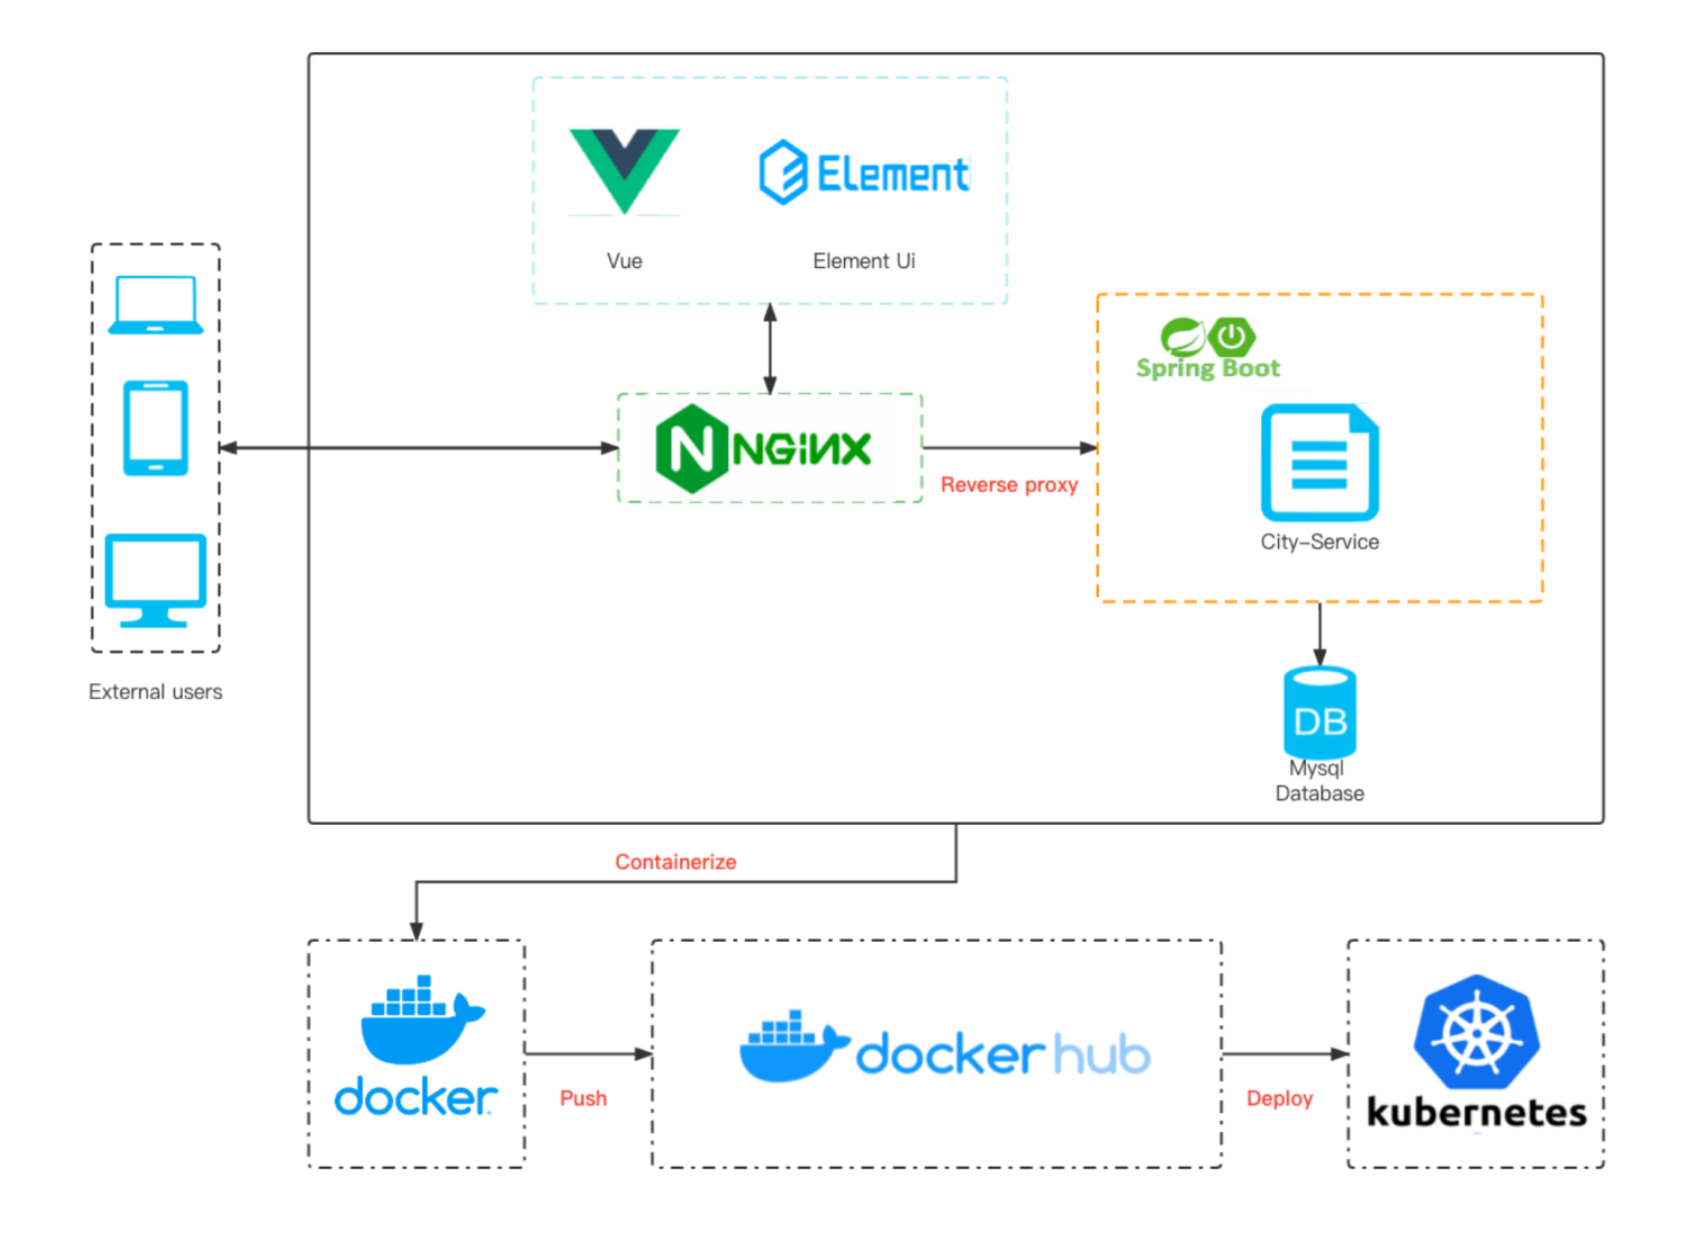 Element
Vue
Element Ui
Spring Boot
N
NGiNX
Reverse proxy
City-Service
External users
DB
Mysql
Database
Containerize
docker
Push
docker hub
Deploy
kubernetes